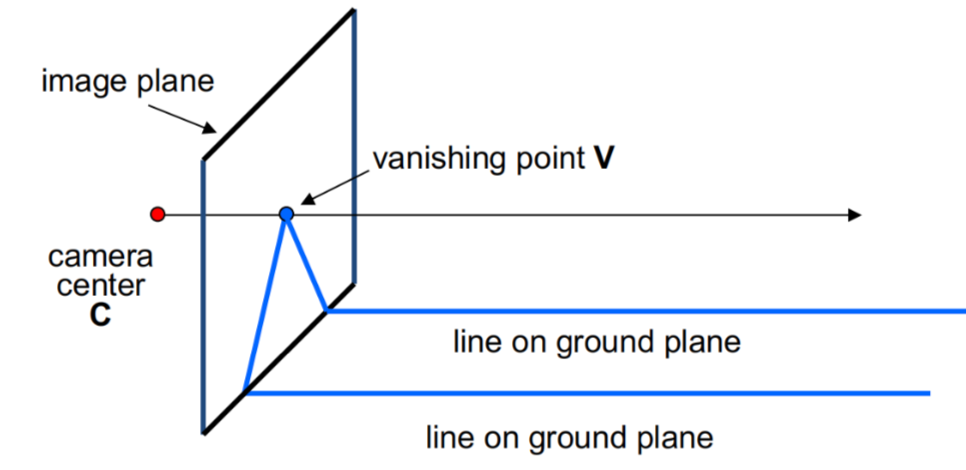 image plane
vanishing point V
camera
center
C
line on ground plane
line on ground plane